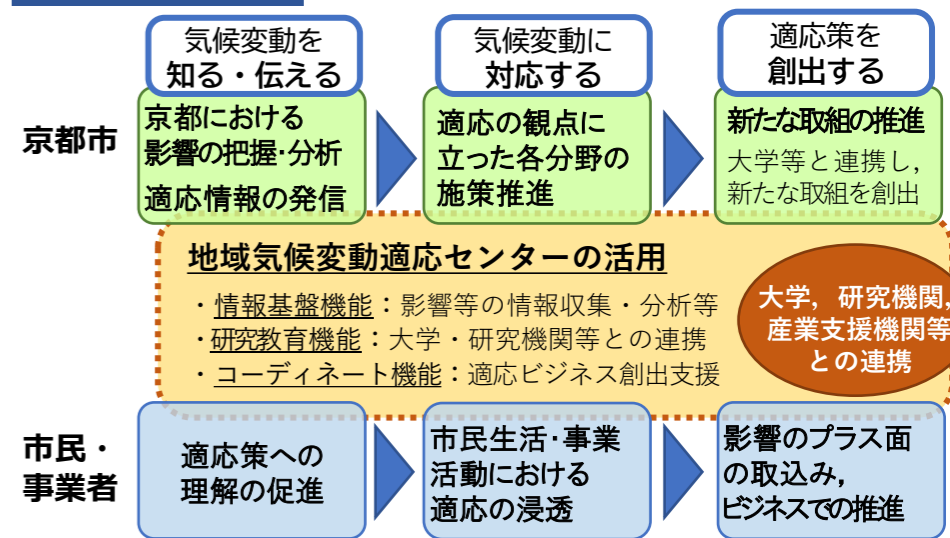 気候変動を
知る・伝える
気候変動に
対応する
適応策を
創出する
京都市
京都における
影響の把握・分析
適応情報の発信
適応の観点に
立った各分野の
施策推進
新たな取組の推進
大学等と連携し，
新たな取組を創出
地域気候変動適応センターの活用
・情報基盤機能：影響等の情報収集・分析等
・研究教育機能：大学・研究機関等との連携
・コーディネート機能：適応ビジネス創出支援
大学，研究機関，
産業支援機関等
との連携
市民・
事業者
適応策への
理解の促進
市民生活・事業
活動における
適応の浸透
影響のプラス面
の取込み，
ビジネスでの推進